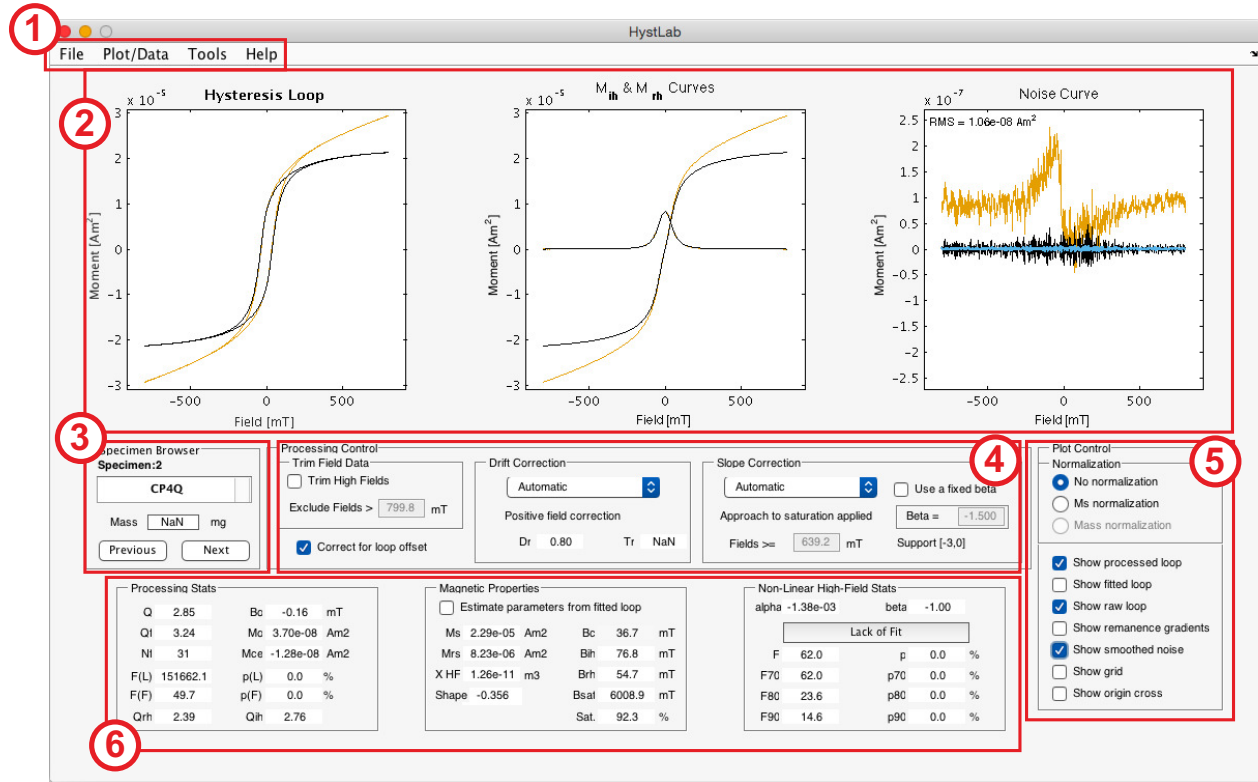 1
HystLab
File Plot/Data Tools Help
2
x 10⁻⁵
Hysteresis Loop
3
2
1
0
-1
-2
-3
Moment [Am²]
-500 0 500
Field [mT]
x 10⁻⁵
M_ih & M_rh Curves
3
2
1
0
-1
-2
-3
Moment [Am²]
-500 0 500
Field [mT]
x 10⁻⁷
Noise Curve
RMS = 1.06e-08 Am²
2.5
2
1.5
1
0.5
0
-0.5
-1
-1.5
-2
-2.5
Moment [Am²]
-500 0 500
Field [mT]
3
Specimen Browser
Specimen:2
CP4Q
Mass NaN mg
Previous Next
4
Processing Control
Trim Field Data
Trim High Fields
Exclude Fields > 799.8 mT
Correct for loop offset
Drift Correction
Automatic
Positive field correction
Dr 0.80 Tr NaN
Slope Correction
Automatic
Use a fixed beta
Approach to saturation applied
Beta = -1.500
Fields >= 639.2 mT
Support [-3,0]
5
Plot Control
Normalization
No normalization
Ms normalization
Mass normalization
Show processed loop
Show fitted loop
Show raw loop
Show remanence gradients
Show smoothed noise
Show grid
Show origin cross
6
Processing Stats
Q 2.85 Bo -0.16 mT
Qf 3.24 Mo 3.70e-08 Am2
Nf 31 Mce -1.28e-08 Am2
F(L) 151662.1 p(L) 0.0 %
F(F) 49.7 p(F) 0.0 %
Qrh 2.39 Qih 2.76
Magnetic Properties
Estimate parameters from fitted loop
Ms 2.29e-05 Am2 Bc 36.7 mT
Mrs 8.23e-06 Am2 Bih 76.8 mT
X HF 1.26e-11 m3 Brh 54.7 mT
Shape -0.356 Bsat 6008.9 mT
Sat. 92.3 %
Non-Linear High-Field Stats
alpha -1.38e-03 beta -1.00
Lack of Fit
F 62.0 p 0.0 %
F70 62.0 p70 0.0 %
F80 23.6 p80 0.0 %
F90 14.6 p90 0.0 %